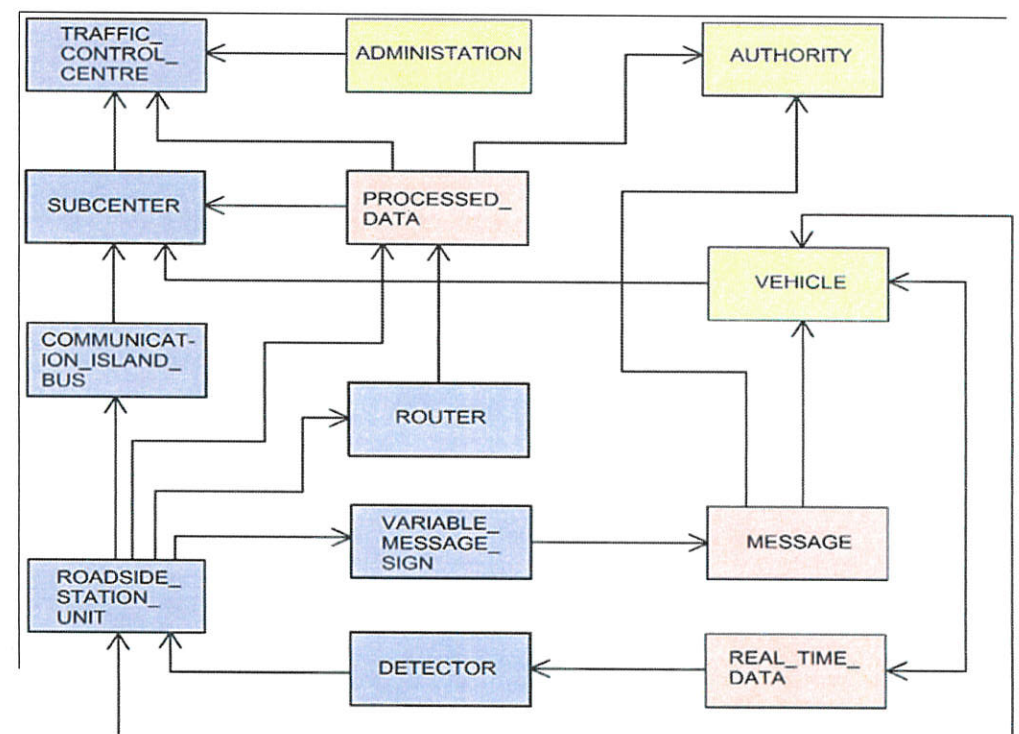 TRAFFIC_
CONTROL_
CENTRE
ADMINISTATION
AUTHORITY
SUBCENTER
PROCESSED_
DATA
VEHICLE
COMMUNICAT-
ION_ISLAND_
BUS
ROUTER
VARIABLE_
MESSAGE_
SIGN
MESSAGE
ROADSIDE_
STATION_
UNIT
DETECTOR
REAL_TIME_
DATA